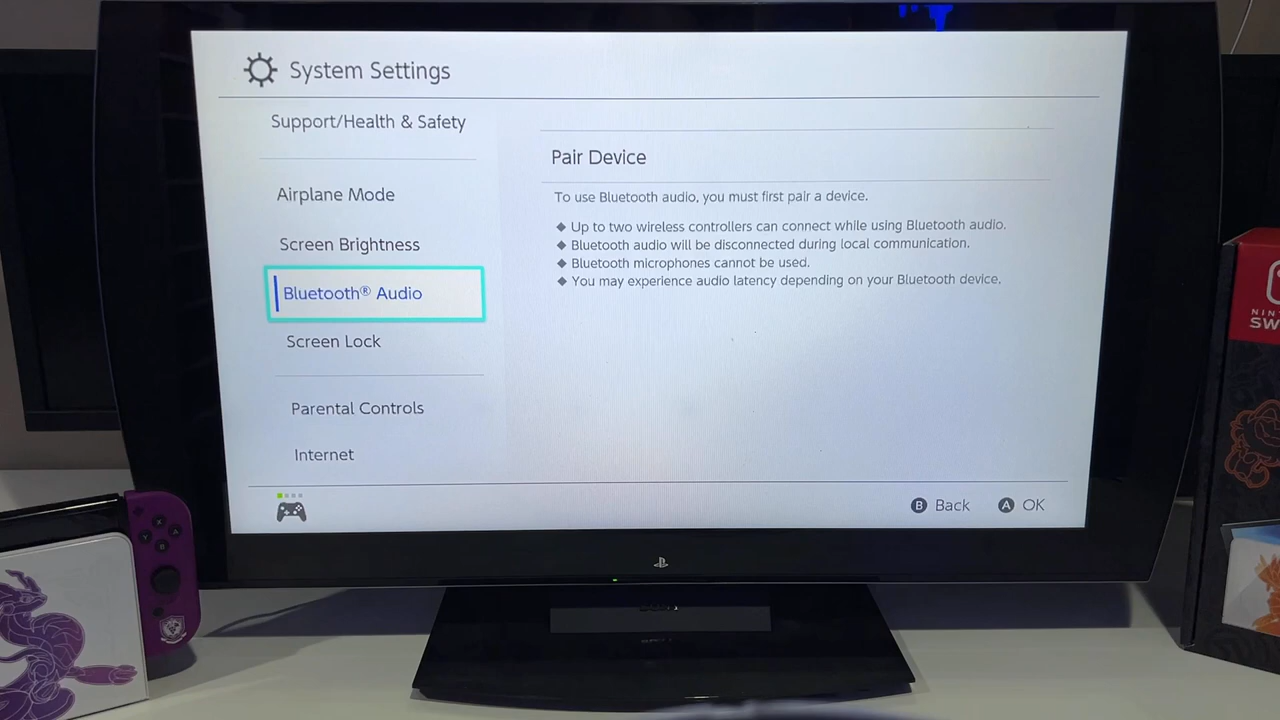 System Settings
Support/Health & Safety
Airplane Mode
Screen Brightness
Bluetooth® Audio
Screen Lock
Parental Controls
Internet
Pair Device
To use Bluetooth audio, you must first pair a device.
◆ Up to two wireless controllers can connect while using Bluetooth audio.
◆ Bluetooth audio will be disconnected during local communication.
◆ Bluetooth microphones cannot be used.
◆ You may experience audio latency depending on your Bluetooth device.
B Back A OK
SONY
X
Y A
B